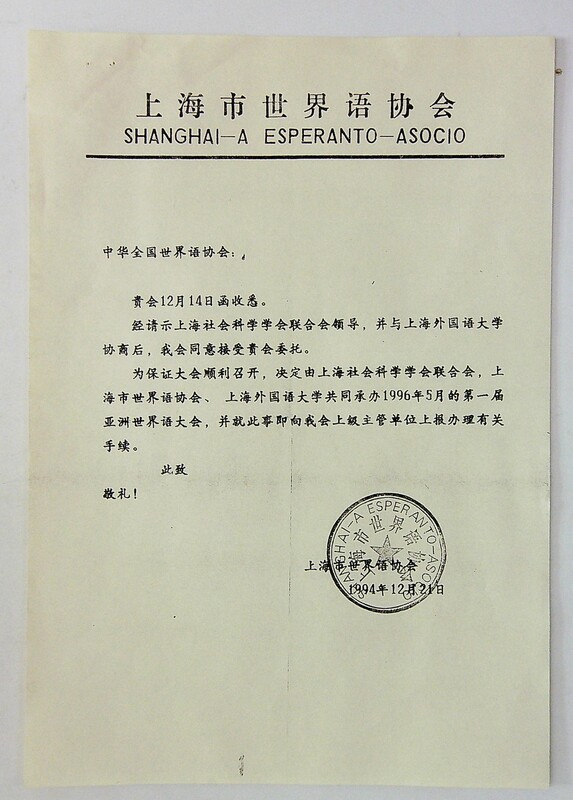 上海市世界语协会
SHANGHAI—A ESPERANTO—ASOCIO
中华全国世界语协会：
贵会12月14日函收悉。
经请示上海社会科学学会联合会领导，并与上海外国语大学
协商后，我会同意接受贵会委托。
为保证大会顺利召开，决定由上海社会科学学会联合会，上
海市世界语协会、上海外国语大学共同承办1996年5月的第一届
亚洲世界语大会，并就此事即向我会上级主管单位上报办理有关
手续。
此致
敬礼！
SHANGHAI—A ESPERANTO—ASOCIO
上海市世界语协会
上海市世界语协会
1994年12月21日